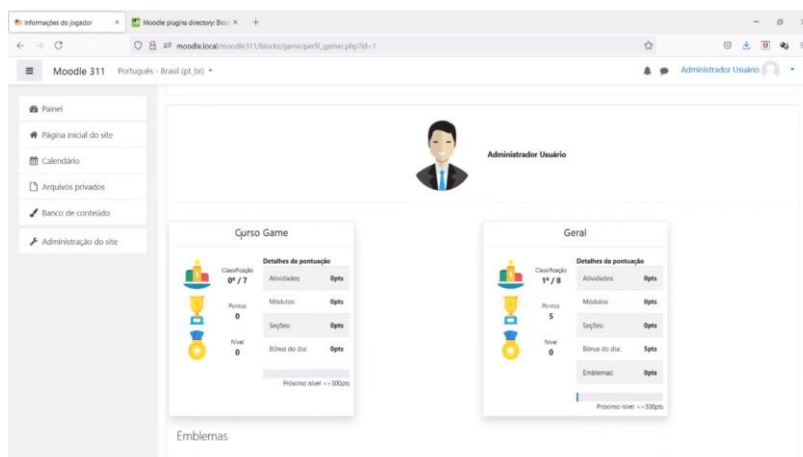 Informações do jogador
Moodle plugins directory: Bloc
moodle.local/moodle311/blocks/game/perfil_gamer.php?id=1
Moodle 311 Português - Brasil (pt_br)
Administrador Usuário
Painel
Página inicial do site
Calendário
Arquivos privados
Banco de conteúdo
Administração do site
Administrador Usuário
Curso Game
Classificação
0º / 7
Pontos
0
Nível
0
Detalhes da pontuação
Atividades: 0pts
Módulos: 0pts
Seções: 0pts
Bônus do dia: 0pts
Próximo nível =>300pts
Geral
Classificação
1º / 8
Pontos
5
Nível
0
Detalhes da pontuação
Atividades: 0pts
Módulos: 0pts
Seções: 0pts
Bônus do dia: 5pts
Emblemas: 0pts
Próximo nível =>300pts
Emblemas